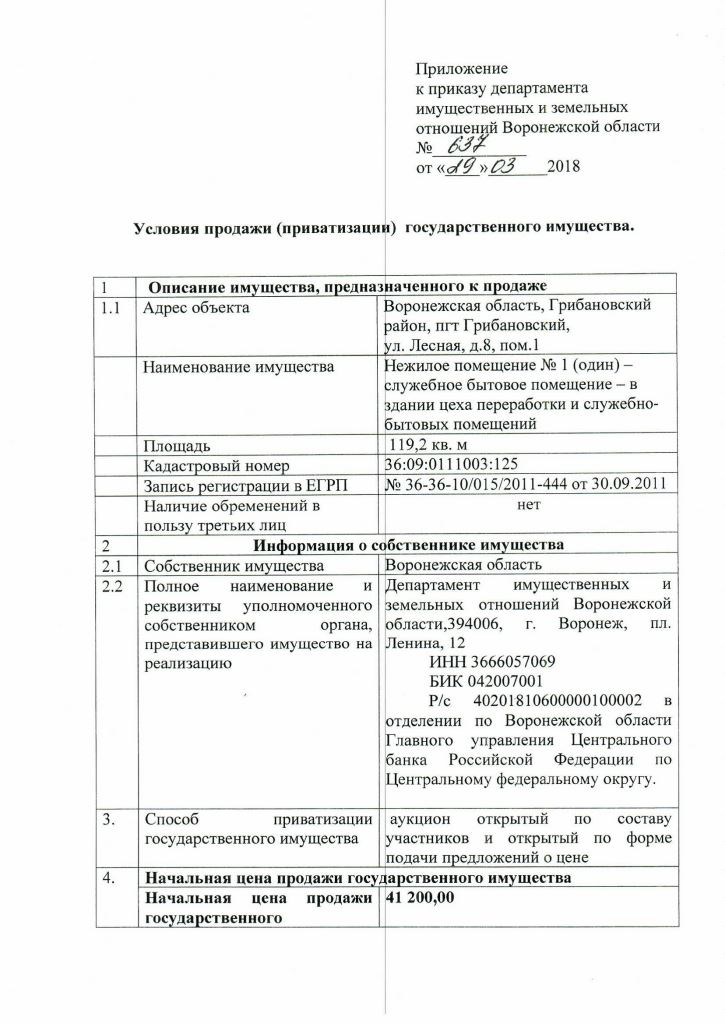 Приложение
к приказу департамента
имущественных и земельных
отношений Воронежской области
№ 637
от «29» 03 2018
Условия продажи (приватизации) государственного имущества.
1 Описание имущества, предназначенного к продаже
1.1 Адрес объекта Воронежская область, Грибановский
район, пгт Грибановский,
ул. Лесная, д.8, пом.1
Наименование имущества Нежилое помещение № 1 (один) –
служебное бытовое помещение – в
здании цеха переработки и служебно-
бытовых помещений
Площадь 119,2 кв. м
Кадастровый номер 36:09:0111003:125
Запись регистрации в ЕГРП № 36-36-10/015/2011-444 от 30.09.2011
Наличие обременений в нет
пользу третьих лиц
2 Информация о собственнике имущества
2.1 Собственник имущества Воронежская область
2.2 Полное наименование и Департамент имущественных и
реквизиты уполномоченного земельных отношений Воронежской
собственником органа, области,394006, г. Воронеж, пл.
представившего имущество на Ленина, 12
реализацию ИНН 3666057069
БИК 042007001
Р/с 40201810600000100002 в
отделении по Воронежской области
Главного управления Центрального
банка Российской Федерации по
Центральному федеральному округу.
3. Способ приватизации аукцион открытый по составу
государственного имущества участников и открытый по форме
подачи предложений о цене
4. Начальная цена продажи государственного имущества
Начальная цена продажи 41 200,00
государственного